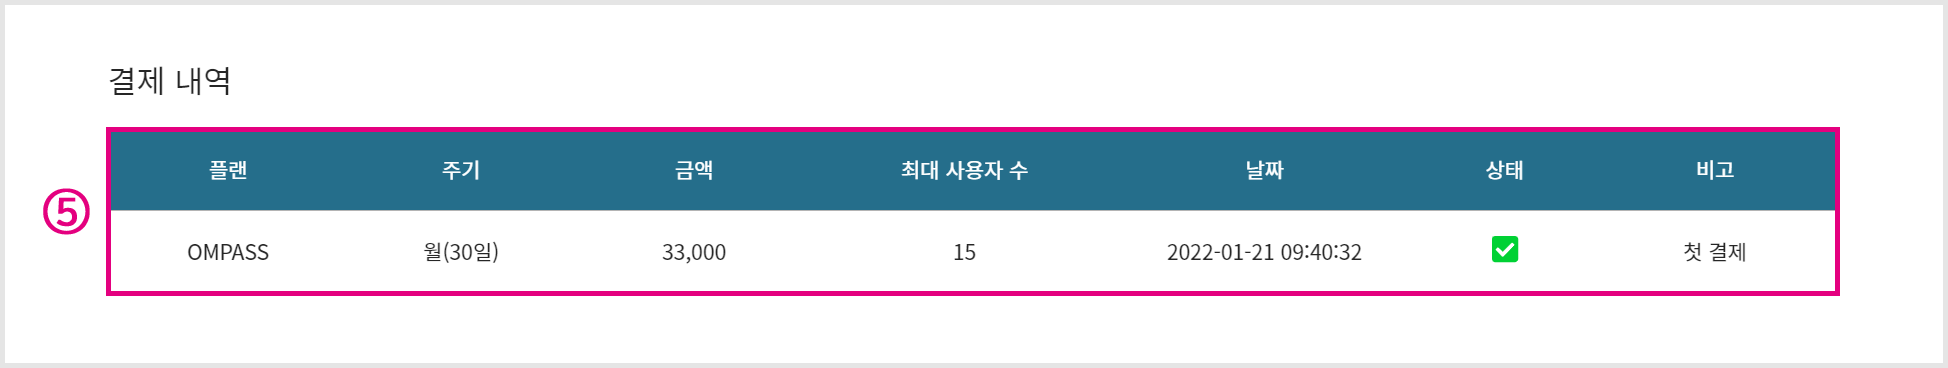 결제 내역
⑤
플랜 주기 금액 최대 사용자 수 날짜 상태 비고
OMPASS 월(30일) 33,000 15 2022-01-21 09:40:32 첫 결제